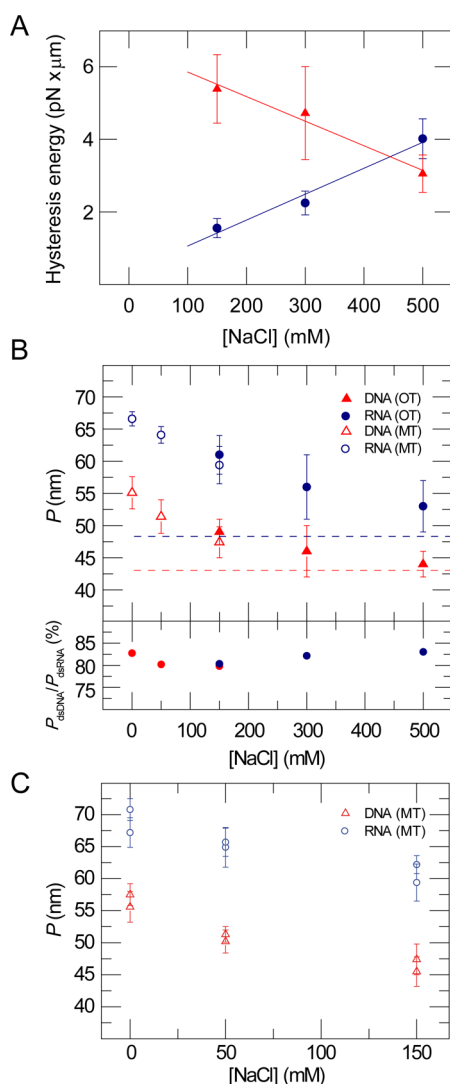 A
Hysteresis energy (pN x µm)
6
4
2
0 100 200 300 400 500
[NaCl] (mM)
B
P (nm)
70
65
60
55
50
45
40
DNA (OT)
RNA (OT)
DNA (MT)
RNA (MT)
PdsDNA/PdsRNA (%)
85
80
75
0 100 200 300 400 500
[NaCl] (mM)
C
P (nm)
70
65
60
55
50
45
40
DNA (MT)
RNA (MT)
0 50 100 150
[NaCl] (mM)